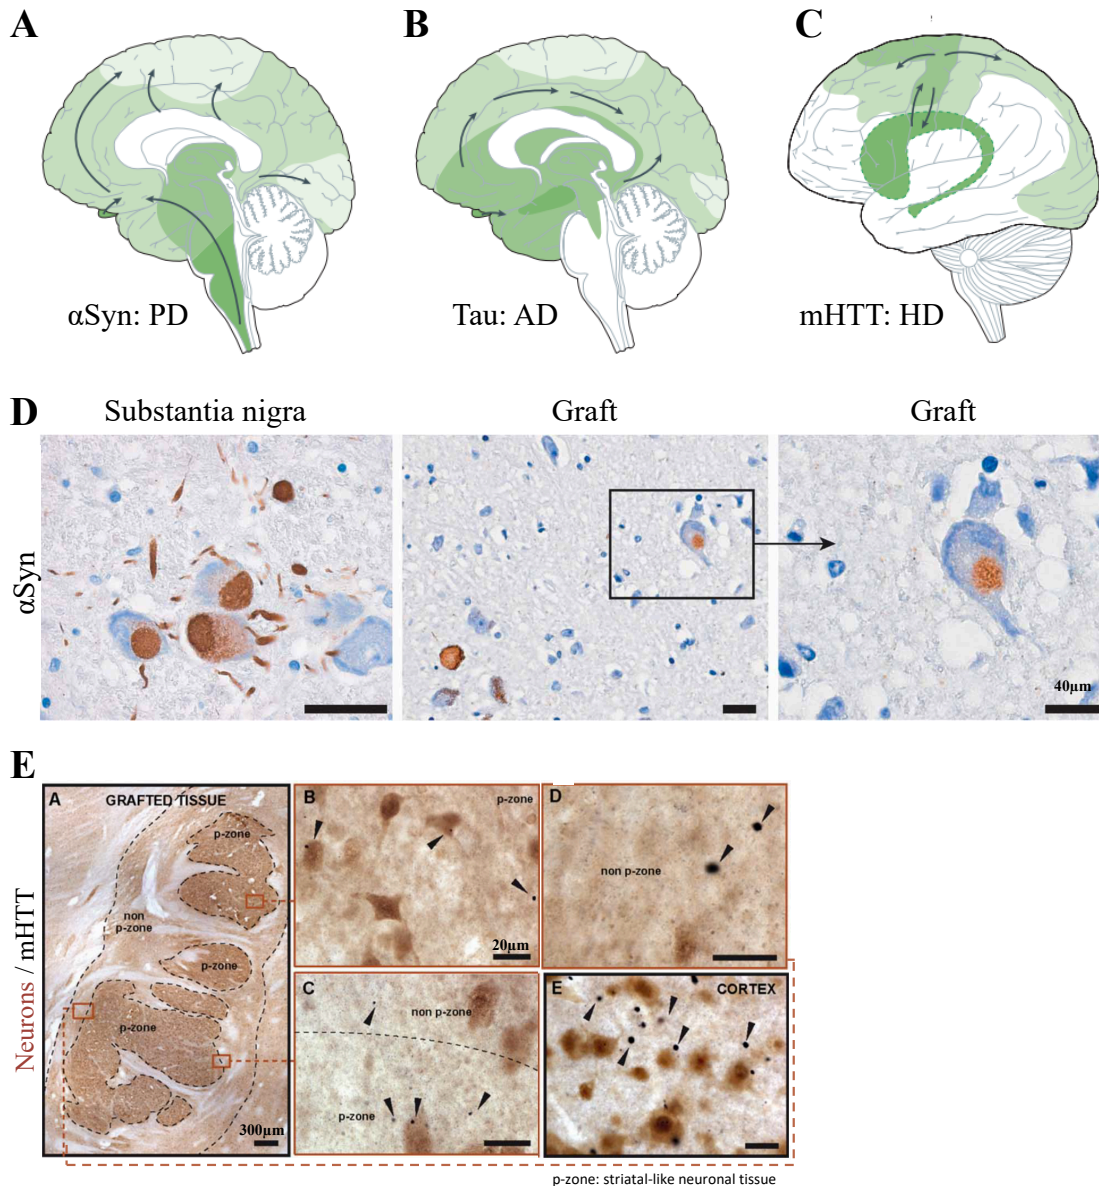 A
B
C
αSyn: PD
Tau: AD
mHTT: HD
D
Substantia nigra
Graft
Graft
αSyn
40µm
E
Neurons / mHTT
A
GRAFTED TISSUE
p-zone
non
p-zone
p-zone
p-zone
300µm
B
p-zone
20µm
D
non p-zone
C
non p-zone
p-zone
E
CORTEX
p-zone: striatal-like neuronal tissue